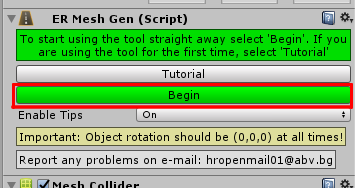 ER Mesh Gen (Script)
To start using the tool straight away select 'Begin'. If you
are using the tool for the first time, select 'Tutorial'
Tutorial
Begin
Enable Tips On
Important: Object rotation should be (0,0,0) at all times!
Report any problems on e-mail: hropenmail01@abv.bg
Mesh Collider